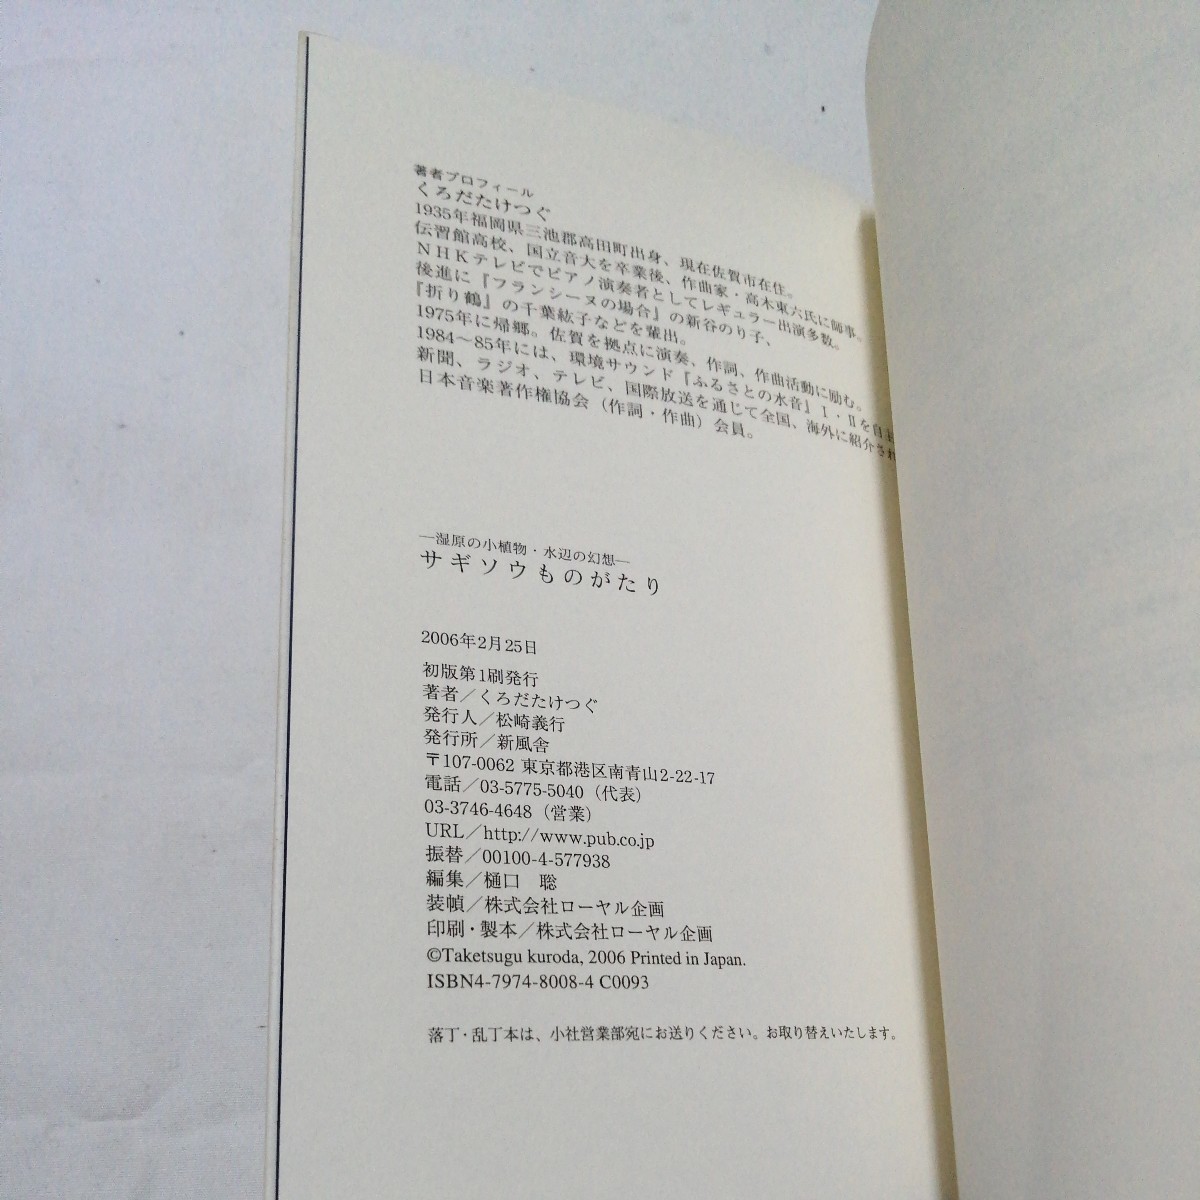 著者プロフィール
くろだたけつぐ
1935年福岡県三池郡高田町出身、現在佐賀市在住。
伝習館高校、国立音大を卒業後、作曲家・高木東六氏に師事。
NHKテレビでピアノ演奏者としてレギュラー出演多数。
後進に『フランシーヌの場合』の新谷のり子、
『折り鶴』の千葉紘子などを輩出。
1975年に帰郷。佐賀を拠点に演奏、作詞、作曲活動に励む。
1984〜85年には、環境サウンド『ふるさとの水音』Ⅰ・Ⅱを自主
新聞、ラジオ、テレビ、国際放送を通じて全国、海外に紹介され
日本音楽著作権協会（作詞・作曲）会員。
―湿原の小植物・水辺の幻想―
サギソウものがたり
2006年2月25日
初版第1刷発行
著者／くろだたけつぐ
発行人／松崎義行
発行所／新風舎
〒107-0062 東京都港区南青山2-22-17
電話／03-5775-5040（代表）
03-3746-4648（営業）
URL／http://www.pub.co.jp
振替／00100-4-577938
編集／樋口　聡
装幀／株式会社ローヤル企画
印刷・製本／株式会社ローヤル企画
©Taketsugu kuroda, 2006 Printed in Japan.
ISBN4-7974-8008-4 C0093
落丁・乱丁本は、小社営業部宛にお送りください。お取り替えいたします。